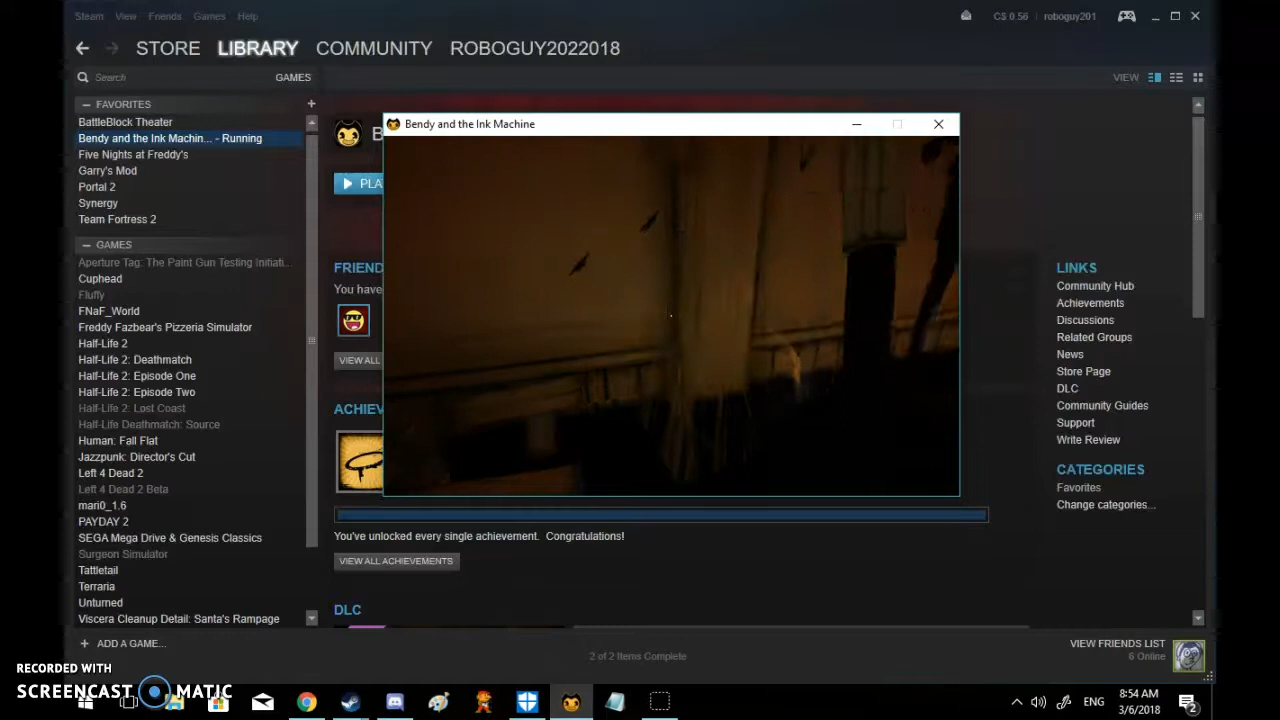 Steam View Friends Games Help
C$ 0.56 roboguy201
STORE LIBRARY COMMUNITY ROBOGUY2022018
Search GAMES
VIEW
FAVORITES
BattleBlock Theater
Bendy and the Ink Machin... - Running
Five Nights at Freddy's
Garry's Mod
Portal 2
Synergy
Team Fortress 2
GAMES
Aperture Tag: The Paint Gun Testing Initiati...
Cuphead
Fluffy
FNaF_World
Freddy Fazbear's Pizzeria Simulator
Half-Life 2
Half-Life 2: Deathmatch
Half-Life 2: Episode One
Half-Life 2: Episode Two
Half-Life 2: Lost Coast
Half-Life Deathmatch: Source
Human: Fall Flat
Jazzpunk: Director's Cut
Left 4 Dead 2
Left 4 Dead 2 Beta
mari0_1.6
PAYDAY 2
SEGA Mega Drive & Genesis Classics
Surgeon Simulator
Tattletail
Terraria
Unturned
Viscera Cleanup Detail: Santa's Rampage
ADD A GAME...
B
PLA
Bendy and the Ink Machine
FRIEND
You have
VIEW ALL
ACHIEV
You've unlocked every single achievement. Congratulations!
VIEW ALL ACHIEVEMENTS
DLC
LINKS
Community Hub
Achievements
Discussions
Related Groups
News
Store Page
DLC
Community Guides
Support
Write Review
CATEGORIES
Favorites
Change categories...
2 of 2 Items Complete
VIEW FRIENDS LIST
6 Online
RECORDED WITH
SCREENCAST MATIC
ENG
8:54 AM
3/6/2018
2